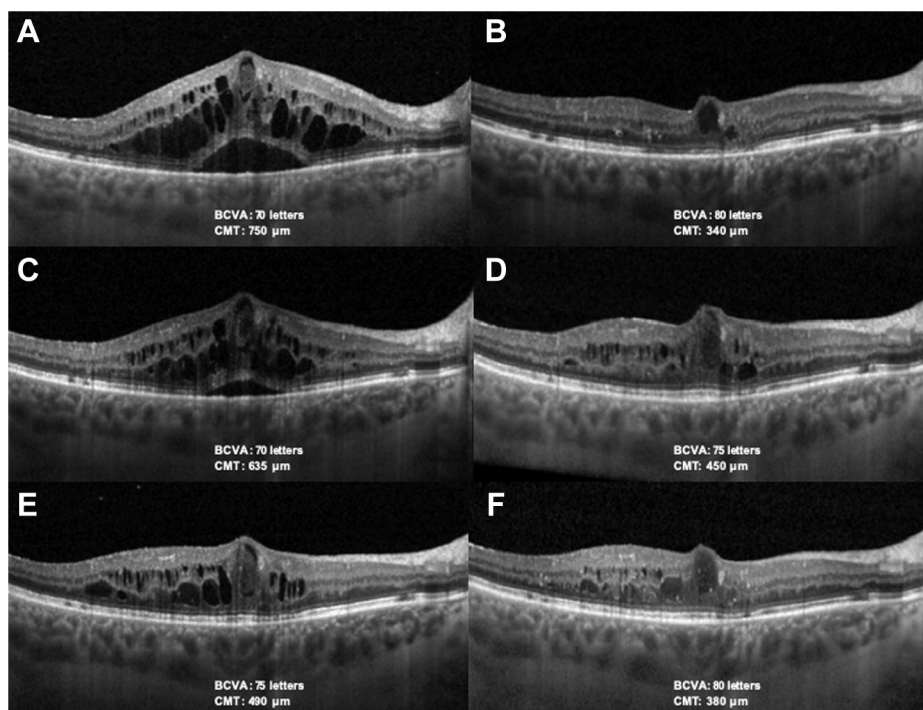 A
BCVA: 70 letters
CMT: 750 µm
B
BCVA: 80 letters
CMT: 340 µm
C
BCVA: 70 letters
CMT: 635 µm
D
BCVA: 75 letters
CMT: 450 µm
E
BCVA: 75 letters
CMT: 490 µm
F
BCVA: 80 letters
CMT: 380 µm